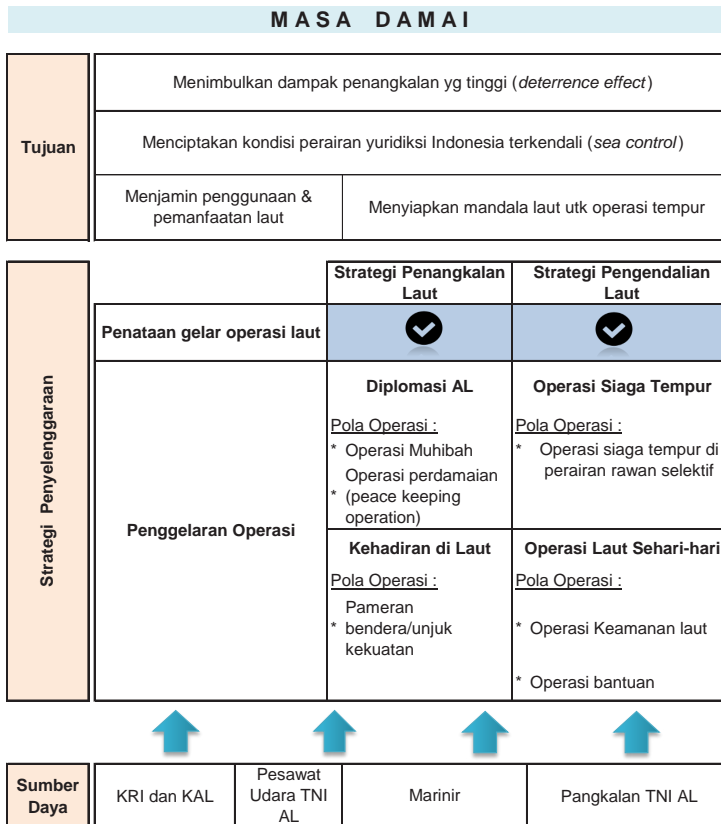 MASA DAMAI
Tujuan
Menimbulkan dampak penangkalan yg tinggi (deterrence effect)
Menciptakan kondisi perairan yuridiksi Indonesia terkendali (sea control)
Menjamin penggunaan &
pemanfaatan laut
Menyiapkan mandala laut utk operasi tempur
Strategi Penyelenggaraan
Strategi Penangkalan
Laut
Strategi Pengendalian
Laut
Penataan gelar operasi laut
Penggelaran Operasi
Diplomasi AL
Pola Operasi :
* Operasi Muhibah
Operasi perdamaian
* (peace keeping
operation)
Operasi Siaga Tempur
Pola Operasi :
* Operasi siaga tempur di
perairan rawan selektif
Kehadiran di Laut
Pola Operasi :
Pameran
* bendera/unjuk
kekuatan
Operasi Laut Sehari-hari
Pola Operasi :
* Operasi Keamanan laut
* Operasi bantuan
Sumber
Daya
KRI dan KAL
Pesawat
Udara TNI
AL
Marinir
Pangkalan TNI AL